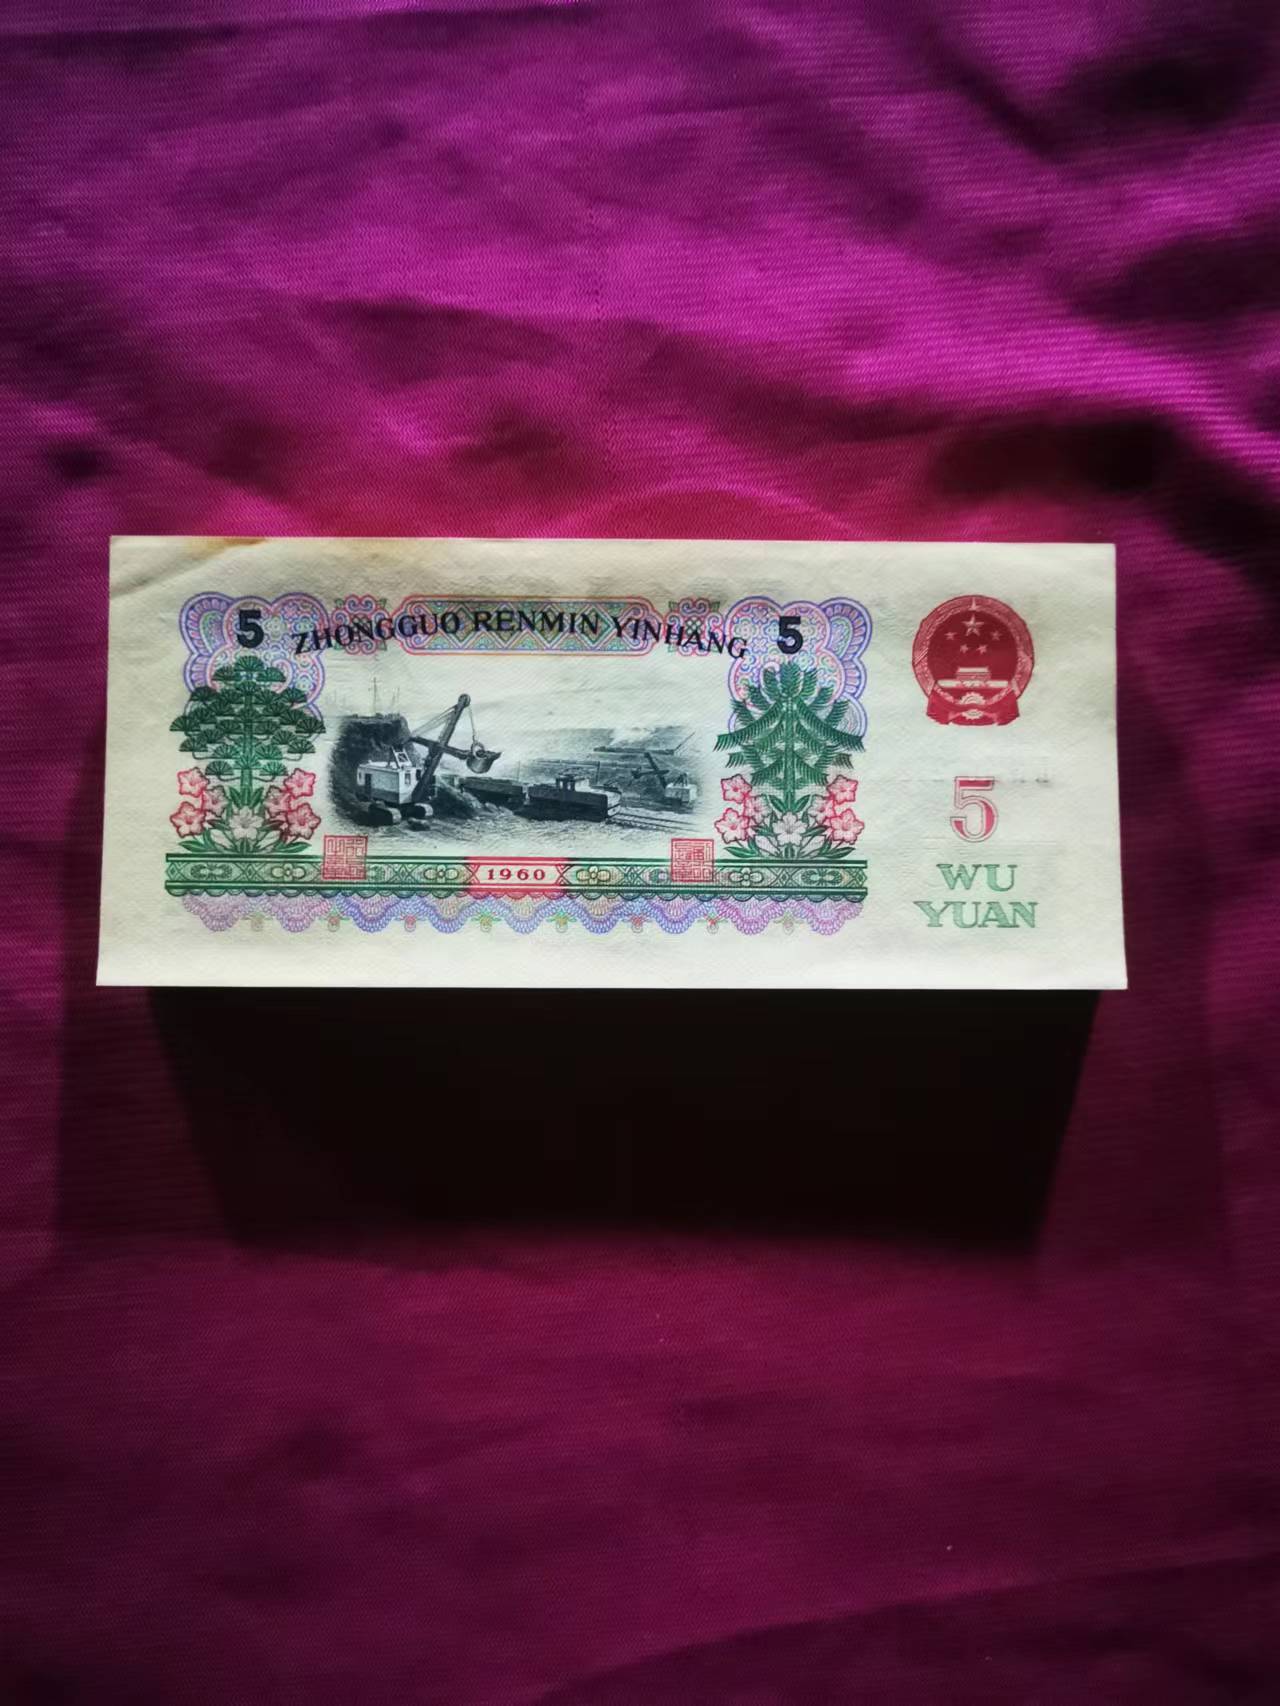 5 ZHONGGUO RENMIN YINHANG 5
5
WU
YUAN
1960